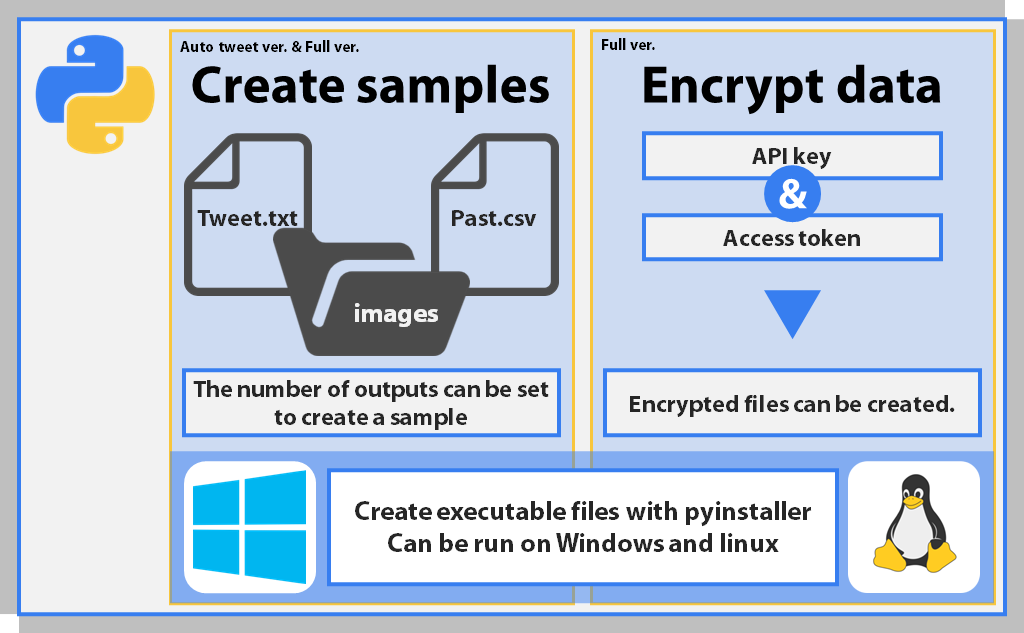 Auto tweet ver. & Full ver.
Create samples
Tweet.txt
Past.csv
images
The number of outputs can be set
to create a sample
Full ver.
Encrypt data
API key
&
Access token
Encrypted files can be created.
Create executable files with pyinstaller
Can be run on Windows and linux